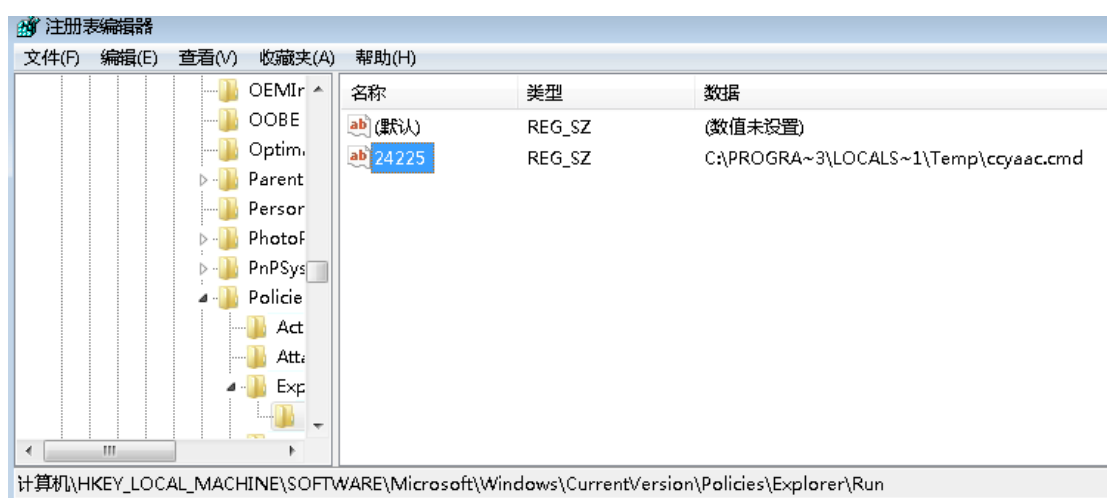 注册表编辑器
文件(F) 编辑(E) 查看(V) 收藏夹(A) 帮助(H)
OEMIr
OOBE
Optim
Parent
Person
PhotoF
PnPSys
Policie
Act
Atta
Exp
名称 类型 数据
(默认) REG_SZ (数值未设置)
24225 REG_SZ C:\PROGRA~3\LOCALS~1\Temp\ccyaac.cmd
计算机\HKEY_LOCAL_MACHINE\SOFTWARE\Microsoft\Windows\CurrentVersion\Policies\Explorer\Run